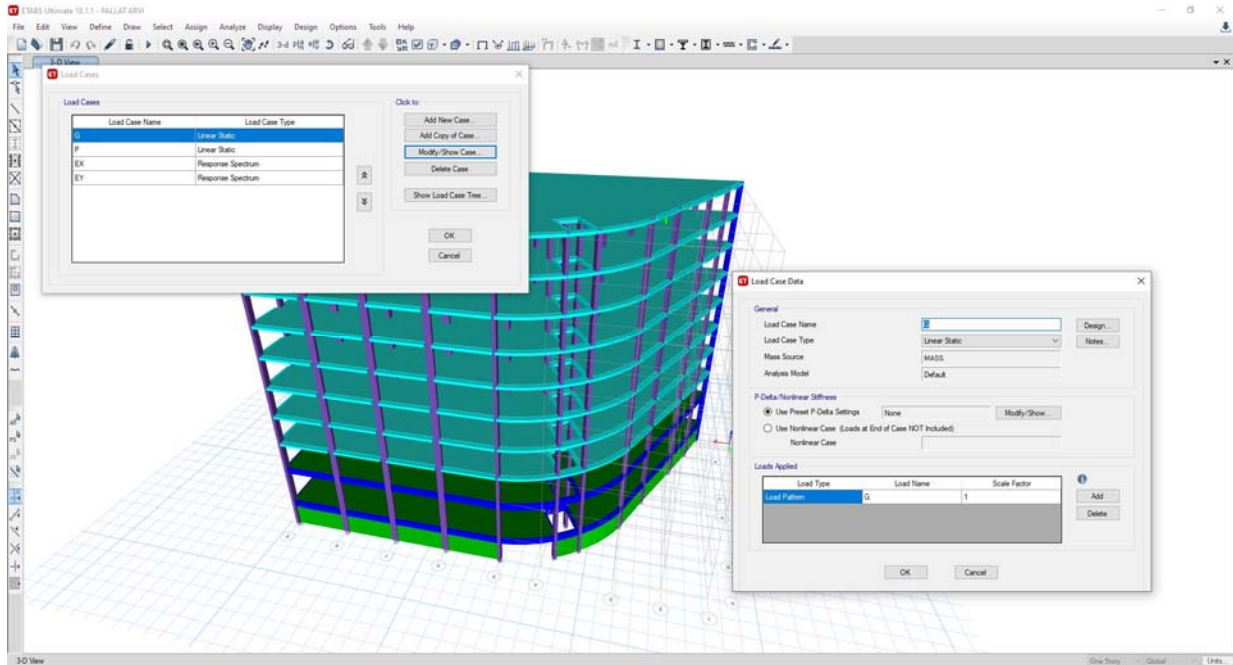 ETABS Ultimate 18.1.1 - PALLAT ARVI
File Edit View Define Draw Select Assign Analyze Display Design Options Tools Help
3-D View
Load Cases
Load Cases
Click to:
Load Case Name Load Case Type
G Linear Static
P Linear Static
EX Response Spectrum
EY Response Spectrum
Add New Case...
Add Copy of Case...
Modify/Show Case...
Delete Case
Show Load Case Tree...
OK
Cancel
Load Case Data
General
Load Case Name G Design...
Load Case Type Linear Static Notes...
Mass Source MASS
Analysis Model Default
P-Delta/Nonlinear Stiffness
Use Preset P-Delta Settings None Modify/Show...
Use Nonlinear Case (Loads at End of Case NOT Included)
Nonlinear Case
Loads Applied
Load Type Load Name Scale Factor
Load Pattern G 1
Add
Delete
OK Cancel
3-D View One Story Global Units...